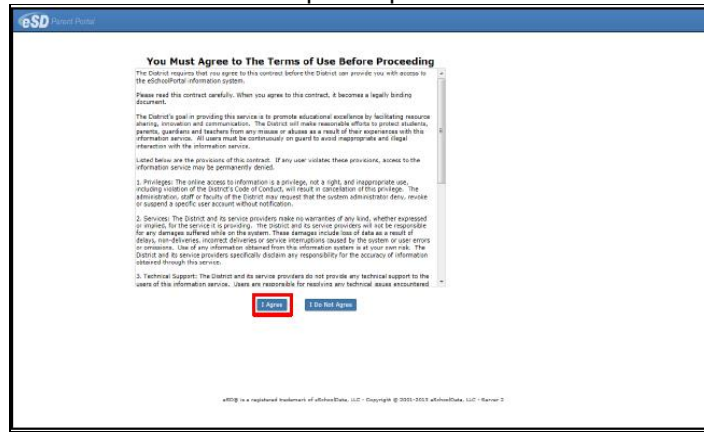 eSD Parent Portal
You Must Agree to The Terms of Use Before Proceeding
The District requires that you agree to this contract before the District can provide you with access to
the eSchoolPortal information system.
Please read this contract carefully. When you agree to this contract, it becomes a legally binding
document.
The District's goal in providing this service is to promote educational excellence by facilitating resource
sharing, innovation and communication. The District will make reasonable efforts to protect students,
parents, guardians and teachers from any misuse or abuses as a result of their experiences with this
information service. All users must be continuously on guard to avoid inappropriate and illegal
interaction with the information service.
Listed below are the provisions of this contract. If any user violates these provisions, access to the
information service may be permanently denied.
1. Privileges: The online access to information is a privilege, not a right, and inappropriate use,
including violation of the District's Code of Conduct, will result in cancellation of this privilege. The
administration, staff or faculty of the District may request that the system administrator deny, revoke
or suspend a specific user account without notification.
2. Services: The District and its service providers make no warranties of any kind, whether expressed
or implied, for the service it is providing. The District and its service providers will not be responsible
for any damages suffered while on the system. These damages include loss of data as a result of
delays, non-deliveries, incorrect deliveries or service interruptions caused by the system or user errors
or omissions. Use of any information obtained from this information system is at your own risk. The
District and its service providers specifically disclaim any responsibility for the accuracy of information
obtained through this service.
3. Technical Support: The District and its service providers do not provide any technical support to the
users of this information service. Users are responsible for resolving any technical issues encountered
I Agree I Do Not Agree
eSD® is a registered trademark of eSchoolData, LLC - Copyright © 2001-2013 eSchoolData, LLC - Server 2